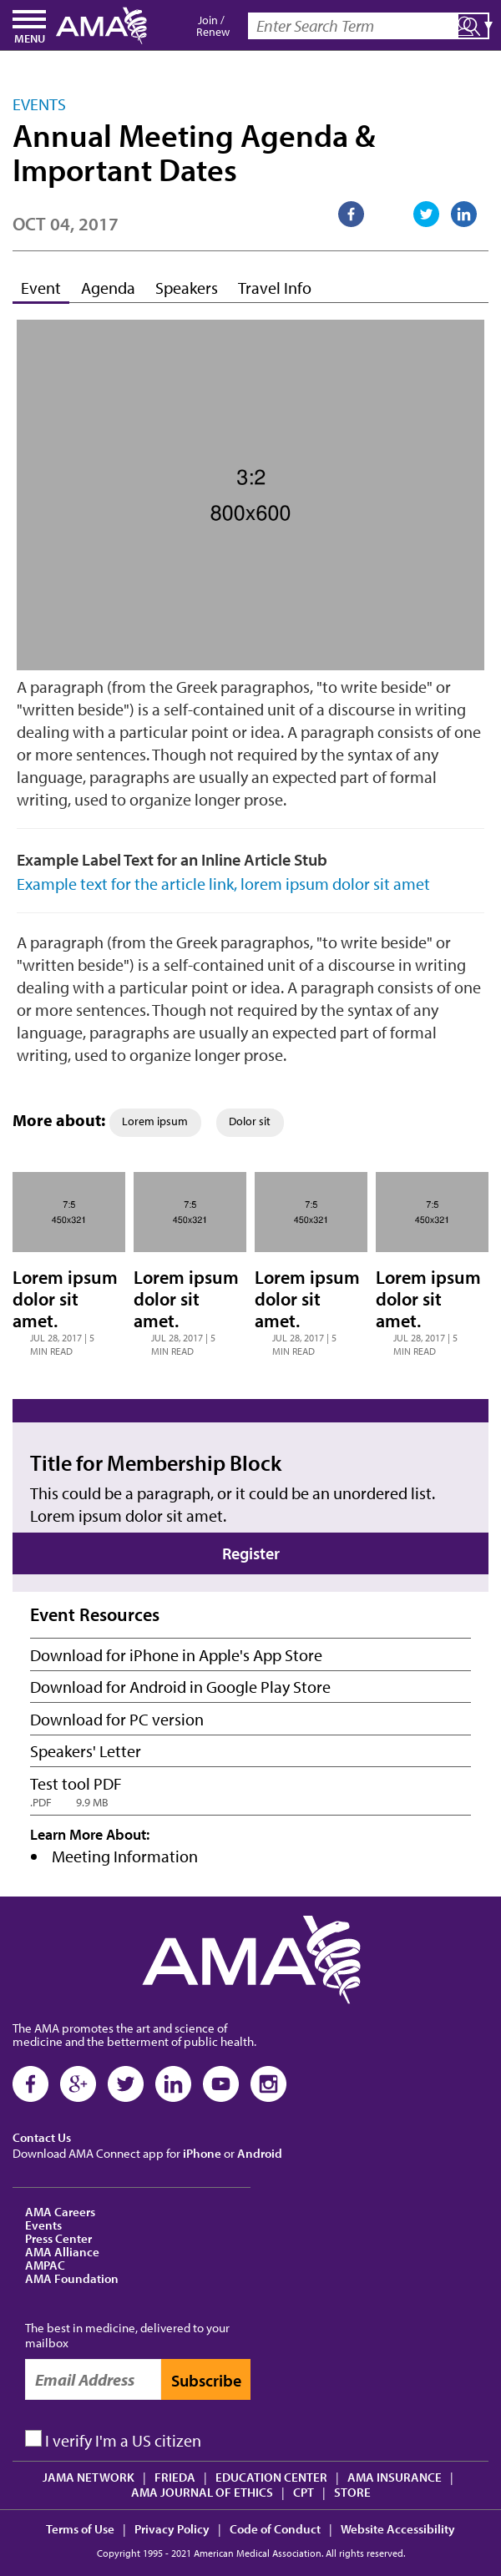 MENU
AMA
Join /
Renew
Enter Search Term
EVENTS
Annual Meeting Agenda &
Important Dates
OCT 04, 2017
Event
Agenda
Speakers
Travel Info
3:2
800x600
A paragraph (from the Greek paragraphos, "to write beside" or
"written beside") is a self-contained unit of a discourse in writing
dealing with a particular point or idea. A paragraph consists of one
or more sentences. Though not required by the syntax of any
language, paragraphs are usually an expected part of formal
writing, used to organize longer prose.
Example Label Text for an Inline Article Stub
Example text for the article link, lorem ipsum dolor sit amet
A paragraph (from the Greek paragraphos, "to write beside" or
"written beside") is a self-contained unit of a discourse in writing
dealing with a particular point or idea. A paragraph consists of one
or more sentences. Though not required by the syntax of any
language, paragraphs are usually an expected part of formal
writing, used to organize longer prose.
More about: Lorem ipsum Dolor sit
7:5
450x321
Lorem ipsum
dolor sit
amet.
JUL 28, 2017 | 5
MIN READ
7:5
450x321
Lorem ipsum
dolor sit
amet.
JUL 28, 2017 | 5
MIN READ
7:5
450x321
Lorem ipsum
dolor sit
amet.
JUL 28, 2017 | 5
MIN READ
7:5
450x321
Lorem ipsum
dolor sit
amet.
JUL 28, 2017 | 5
MIN READ
Title for Membership Block
This could be a paragraph, or it could be an unordered list.
Lorem ipsum dolor sit amet.
Register
Event Resources
Download for iPhone in Apple's App Store
Download for Android in Google Play Store
Download for PC version
Speakers' Letter
Test tool PDF
.PDF 9.9 MB
Learn More About:
• Meeting Information
AMA
The AMA promotes the art and science of
medicine and the betterment of public health.
Contact Us
Download AMA Connect app for iPhone or Android
AMA Careers
Events
Press Center
AMA Alliance
AMPAC
AMA Foundation
The best in medicine, delivered to your
mailbox
Email Address
Subscribe
I verify I'm a US citizen
JAMA NETWORK | FRIEDA | EDUCATION CENTER | AMA INSURANCE |
AMA JOURNAL OF ETHICS | CPT | STORE
Terms of Use | Privacy Policy | Code of Conduct | Website Accessibility
Copyright 1995 - 2021 American Medical Association. All rights reserved.